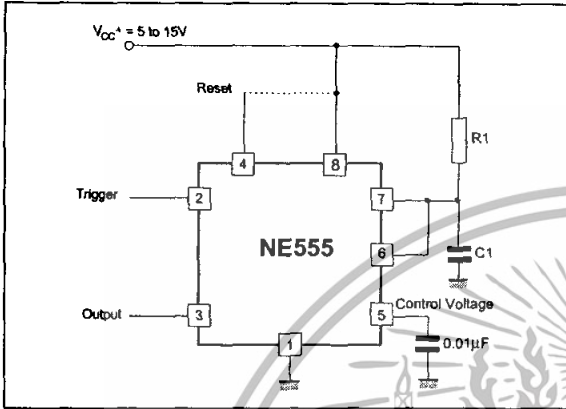 VCC+ = 5 to 15V
Reset
R1
4
8
Trigger
2
7
NE555
6
C1
Output
3
5
Control Voltage
1
0.01µF